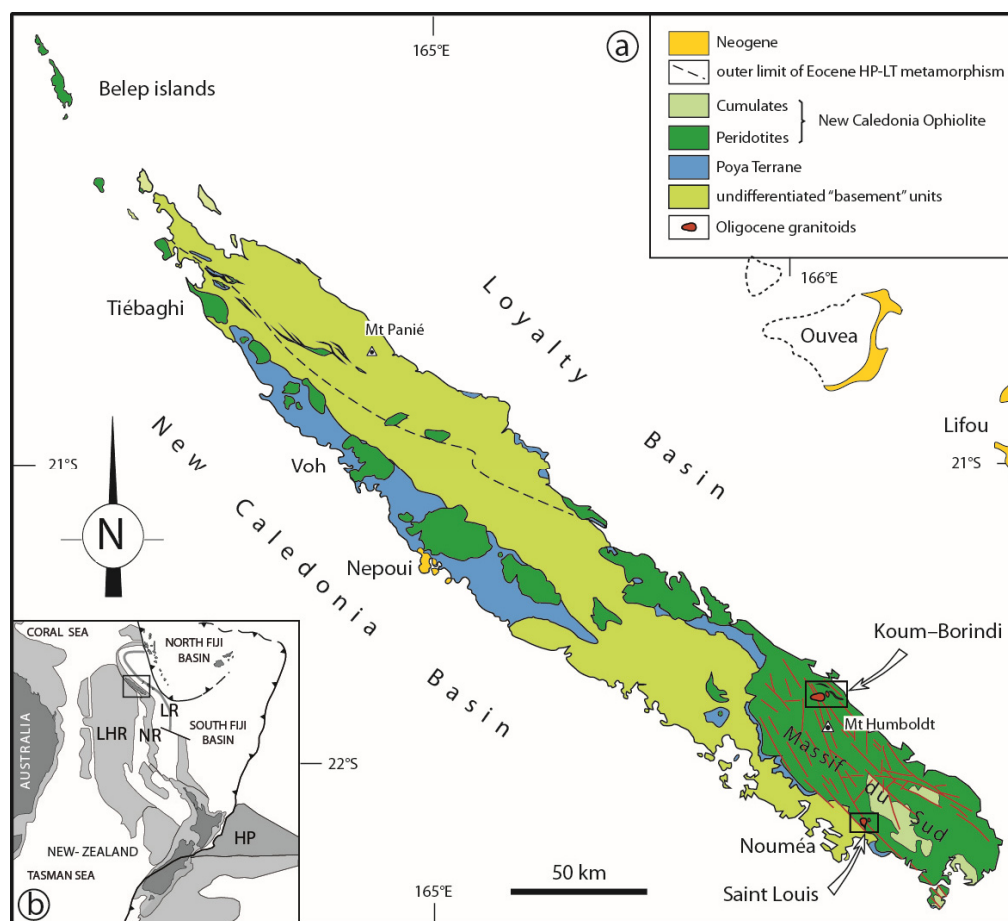 165°E
a
Neogene
outer limit of Eocene HP-LT metamorphism
Cumulates
New Caledonia Ophiolite
Peridotites
Poya Terrane
undifferentiated “basement” units
Oligocene granitoids
Belep islands
166°E
Loyalty Basin
Ouvea
Tiébaghi
Mt Panié
Lifou
21°S
21°S
Voh
New Caledonia Basin
N
Nepoui
Koum–Borindi
Mt Humboldt
Massif du Sud
22°S
Nouméa
Saint Louis
165°E
50 km
CORAL SEA
NORTH FIJI
BASIN
LR
SOUTH FIJI
BASIN
LHR
NR
AUSTRALIA
HP
NEW- ZEALAND
TASMAN SEA
b